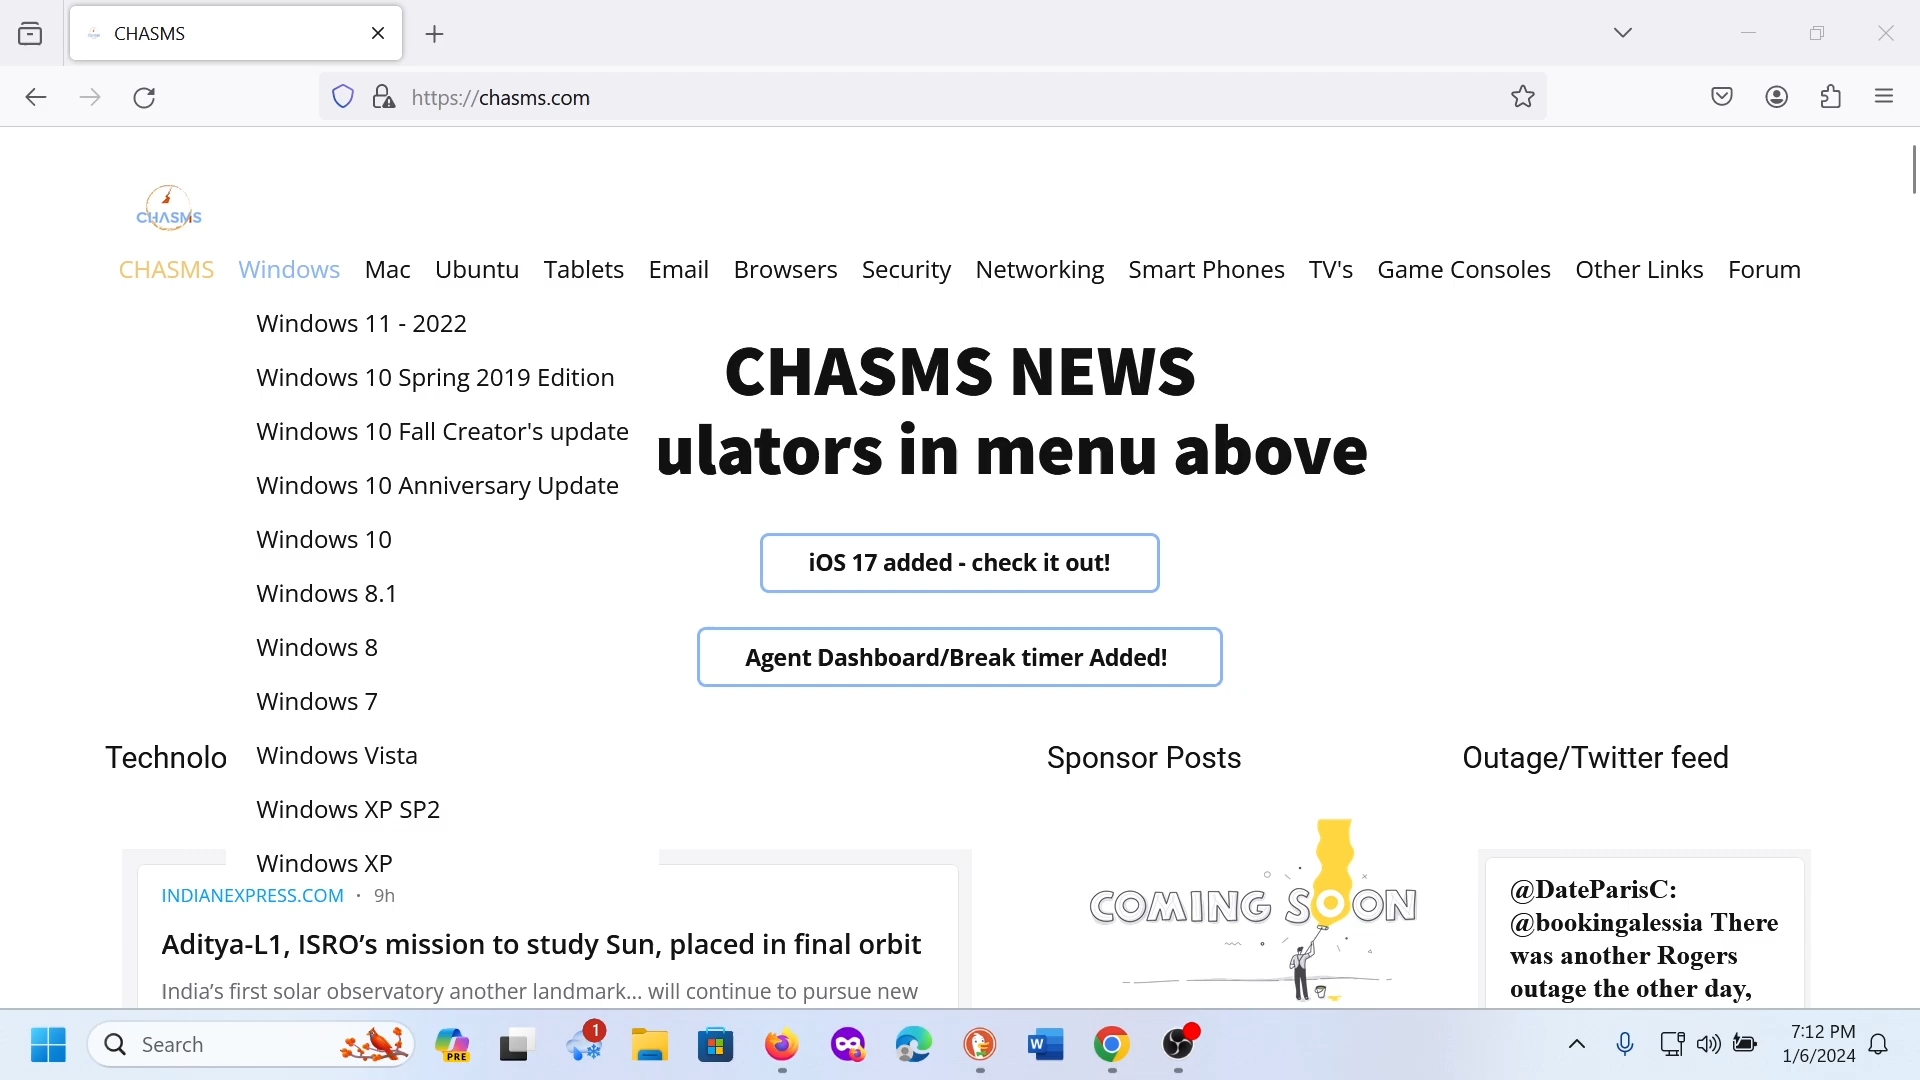 CHASMS
https://chasms.com
CHASMS
CHASMS Windows Mac Ubuntu Tablets Email Browsers Security Networking Smart Phones TV's Game Consoles Other Links Forum
Windows 11 - 2022
Windows 10 Spring 2019 Edition
Windows 10 Fall Creator's update
Windows 10 Anniversary Update
Windows 10
Windows 8.1
Windows 8
Windows 7
Windows Vista
Windows XP SP2
Windows XP
CHASMS NEWS
ulators in menu above
iOS 17 added - check it out!
Agent Dashboard/Break timer Added!
Technolo
Sponsor Posts
Outage/Twitter feed
INDIANEXPRESS.COM · 9h
Aditya-L1, ISRO’s mission to study Sun, placed in final orbit
India’s first solar observatory another landmark... will continue to pursue new
COMING SOON
@DateParisC:
@bookingalessia There
was another Rogers
outage the other day,
Search
PRE
1
W
7:12 PM
1/6/2024